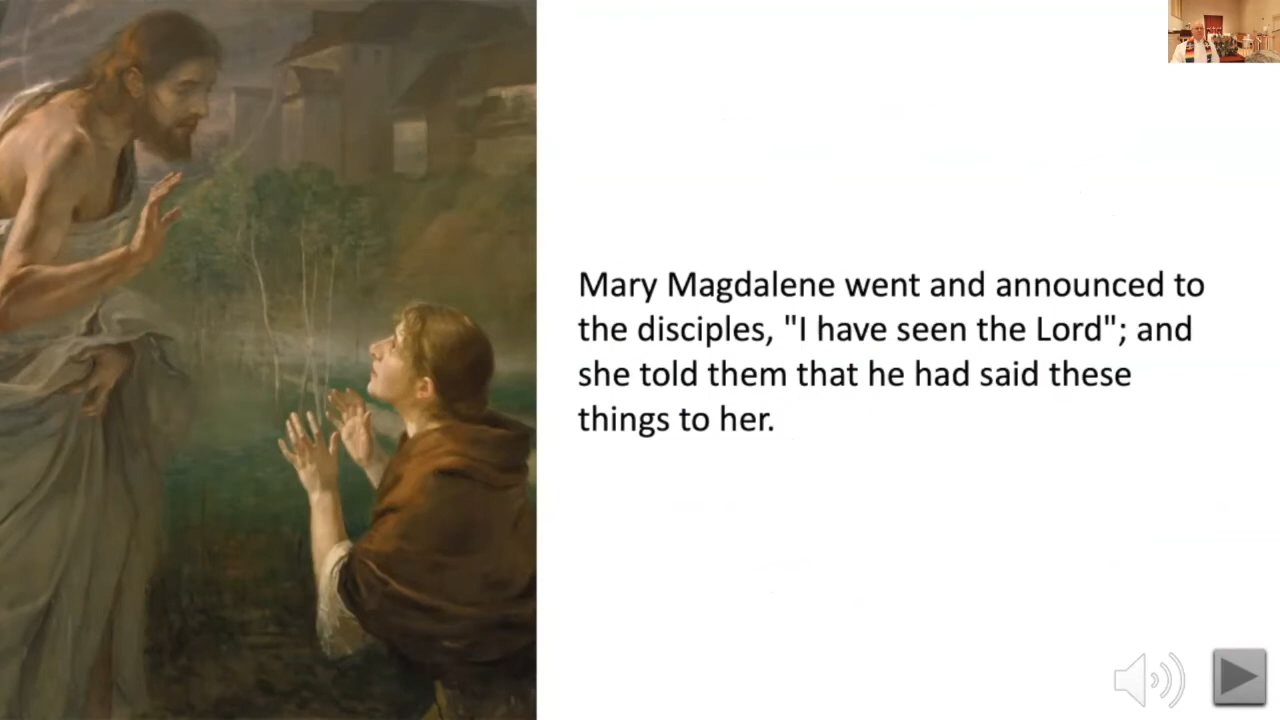 Mary Magdalene went and announced to
the disciples, "I have seen the Lord"; and
she told them that he had said these
things to her.